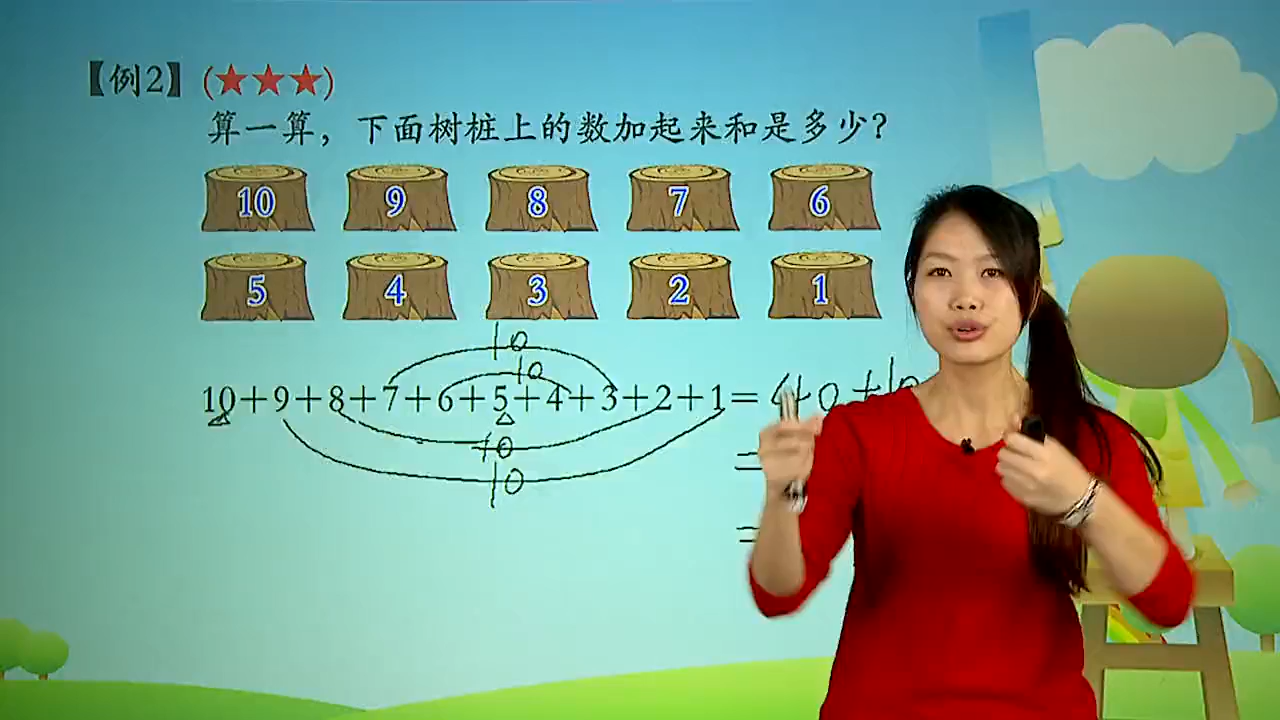 【例2】(★★★)
算一算，下面树桩上的数加起来和是多少？
10 9 8 7 6
5 4 3 2 1
10
10
10+9+8+7+6+5+4+3+2+1=40+10
10
10
=
=